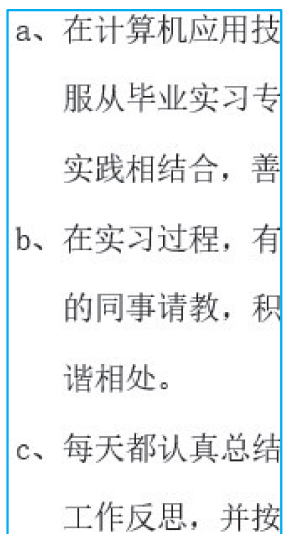 a、在计算机应用技
服从毕业实习专
实践相结合，善
b、在实习过程，有
的同事请教，积
谐相处。
c、每天都认真总结
工作反思，并按